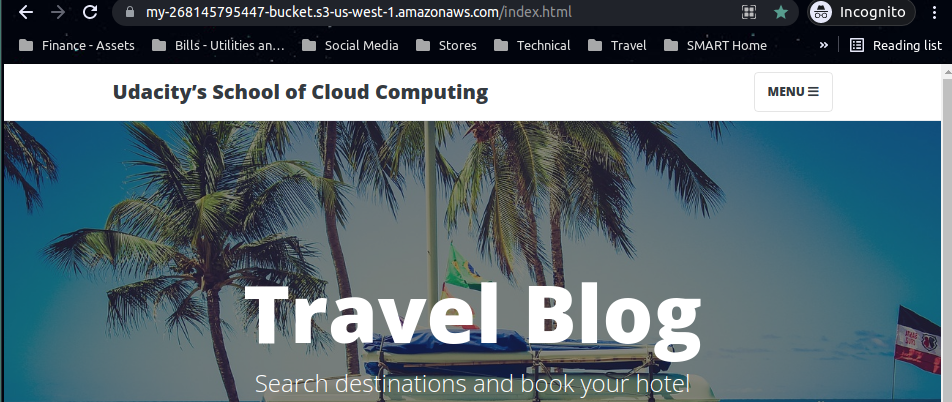 my-268145795447-bucket.s3-us-west-1.amazonaws.com/index.html
Incognito
Finance - Assets
Bills - Utilities an...
Social Media
Stores
Technical
Travel
SMART Home
»
Reading list
Udacity’s School of Cloud Computing
MENU
Travel Blog
Search destinations and book your hotel